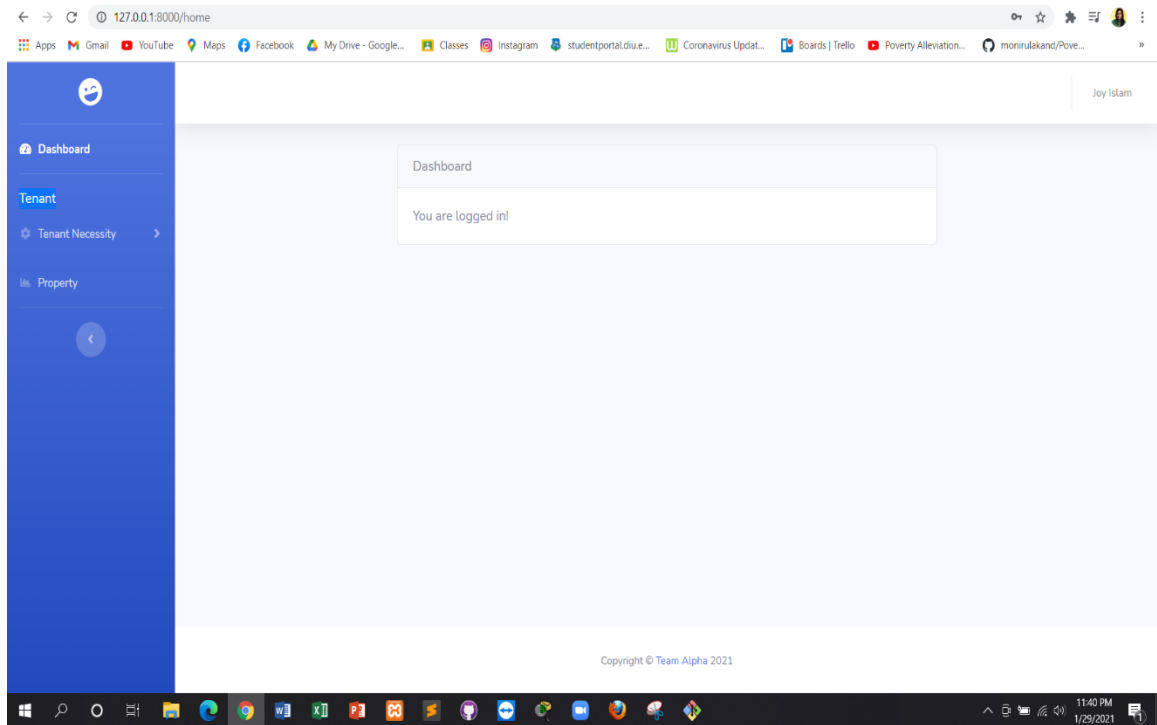 127.0.0.1:8000/home
Apps Gmail YouTube Maps Facebook My Drive - Google... Classes Instagram studentportal.diu.e... Coronavirus Updat... Boards | Trello Poverty Alleviation... monirulakand/Pove... »
Joy Islam
Dashboard
Dashboard
Tenant
You are logged in!
Tenant Necessity
Property
Copyright © Team Alpha 2021
11:40 PM
1/29/2021